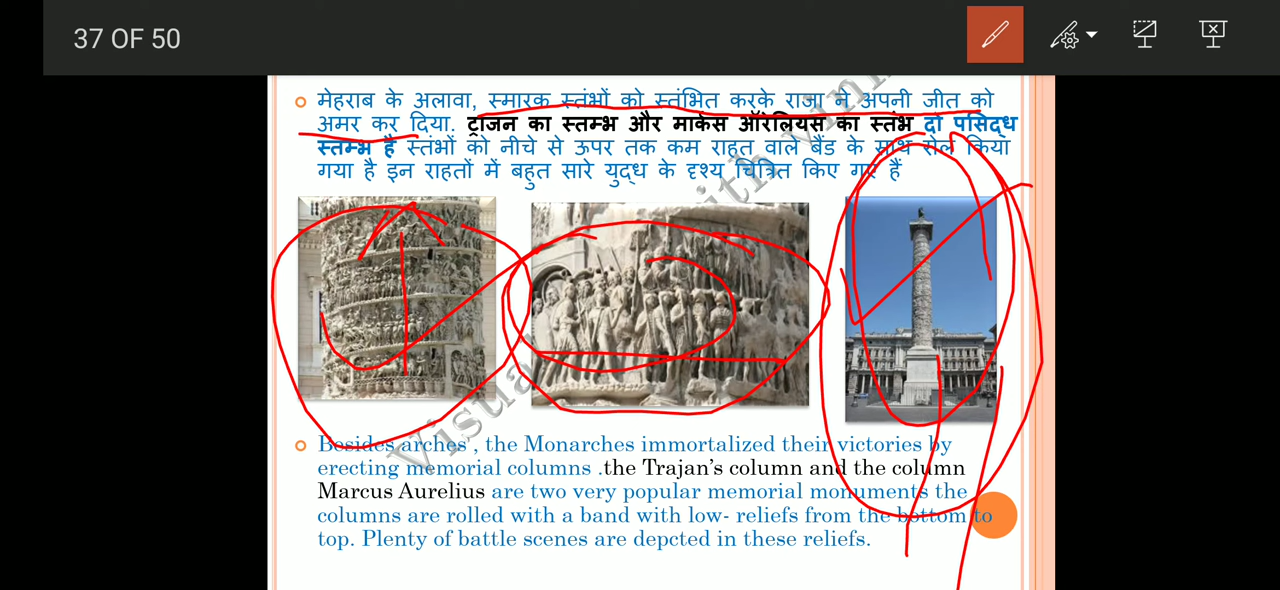 37 OF 50
मेहराब के अलावा, स्मारक स्तंभों को स्तंभित करके राजा ने अपनी जीत को
अमर कर दिया. ट्राजन का स्तम्भ और मार्कस ऑरेलियस का स्तंभ दो प्रसिद्ध
स्तम्भ है स्तंभों को नीचे से ऊपर तक कम राहत वाले बैंड के साथ रोल किया
गया है इन राहतों में बहुत सारे युद्ध के दृश्य चित्रित किए गए हैं
Besides arches , the Monarches immortalized their victories by
erecting memorial columns .the Trajan's column and the column
Marcus Aurelius are two very popular memorial monuments the
columns are rolled with a band with low- reliefs from the bottom to
top. Plenty of battle scenes are depcted in these reliefs.